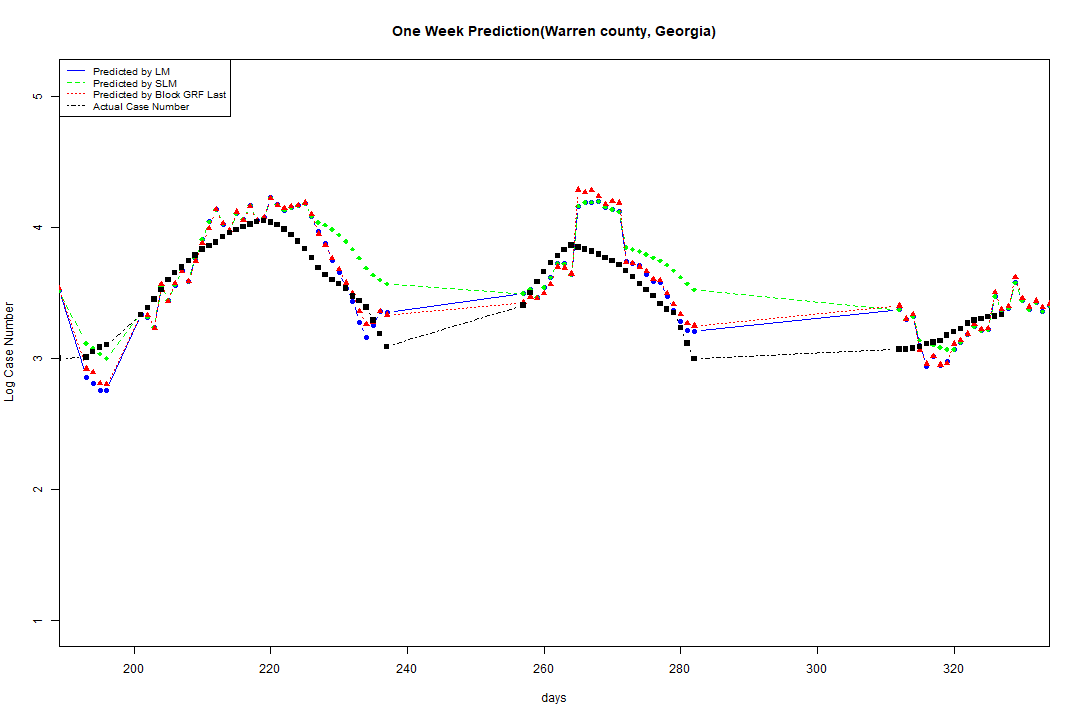 One Week Prediction(Warren county, Georgia)
Predicted by LM
Predicted by SLM
Predicted by Block GRF Last
Actual Case Number
5
4
3
2
1
Log Case Number
200 220 240 260 280 300 320
days